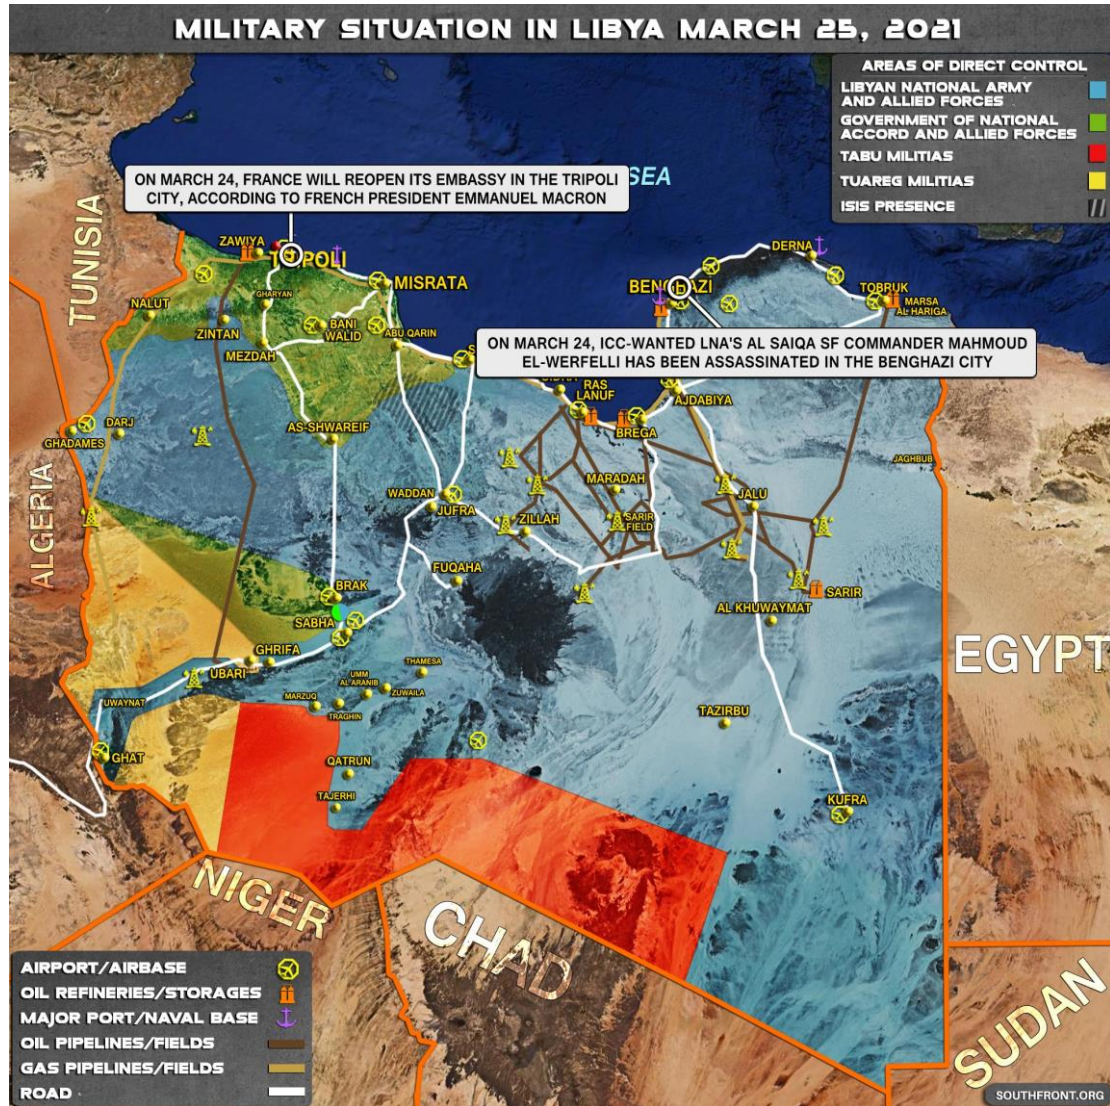 MILITARY SITUATION IN LIBYA MARCH 25, 2021
AREAS OF DIRECT CONTROL
LIBYAN NATIONAL ARMY
AND ALLIED FORCES
GOVERNMENT OF NATIONAL
ACCORD AND ALLIED FORCES
TABU MILITIAS
TUAREG MILITIAS
ISIS PRESENCE
ON MARCH 24, FRANCE WILL REOPEN ITS EMBASSY IN THE TRIPOLI
CITY, ACCORDING TO FRENCH PRESIDENT EMMANUEL MACRON
SEA
TUNISIA
ZAWIYA
TRIPOLI
MISRATA
NALUT
GHARYAN
ZINTAN
BANI
WALID
MEZDAH
ABU QARIN
DERNA
BENGHAZI
TOBRUK
MARSA
AL HARIGA
ON MARCH 24, ICC-WANTED LNA'S AL SAIQA SF COMMANDER MAHMOUD
EL-WERFELLI HAS BEEN ASSASSINATED IN THE BENGHAZI CITY
RAS
LANUF
AJDABIYA
BREGA
GHADAMES
DARJ
AS-SHWAREIF
JAGHBUB
ALGERIA
WADDAN
JUFRA
MARADAH
ZILLAH
SARIR
FIELD
JALU
FUQAHA
BRAK
SABHA
SARIR
AL KHUWAYMAT
EGYPT
GHRIFA
UBARI
THAMESA
UMM
AL ARANIB
ZUWAILA
MARZUQ
TRAGHIN
UWAYNAT
GHAT
QATRUN
TAJERHI
TAZIRBU
KUFRA
NIGER
CHAD
SUDAN
AIRPORT/AIRBASE
OIL REFINERIES/STORAGES
MAJOR PORT/NAVAL BASE
OIL PIPELINES/FIELDS
GAS PIPELINES/FIELDS
ROAD
SOUTHFRONT.ORG